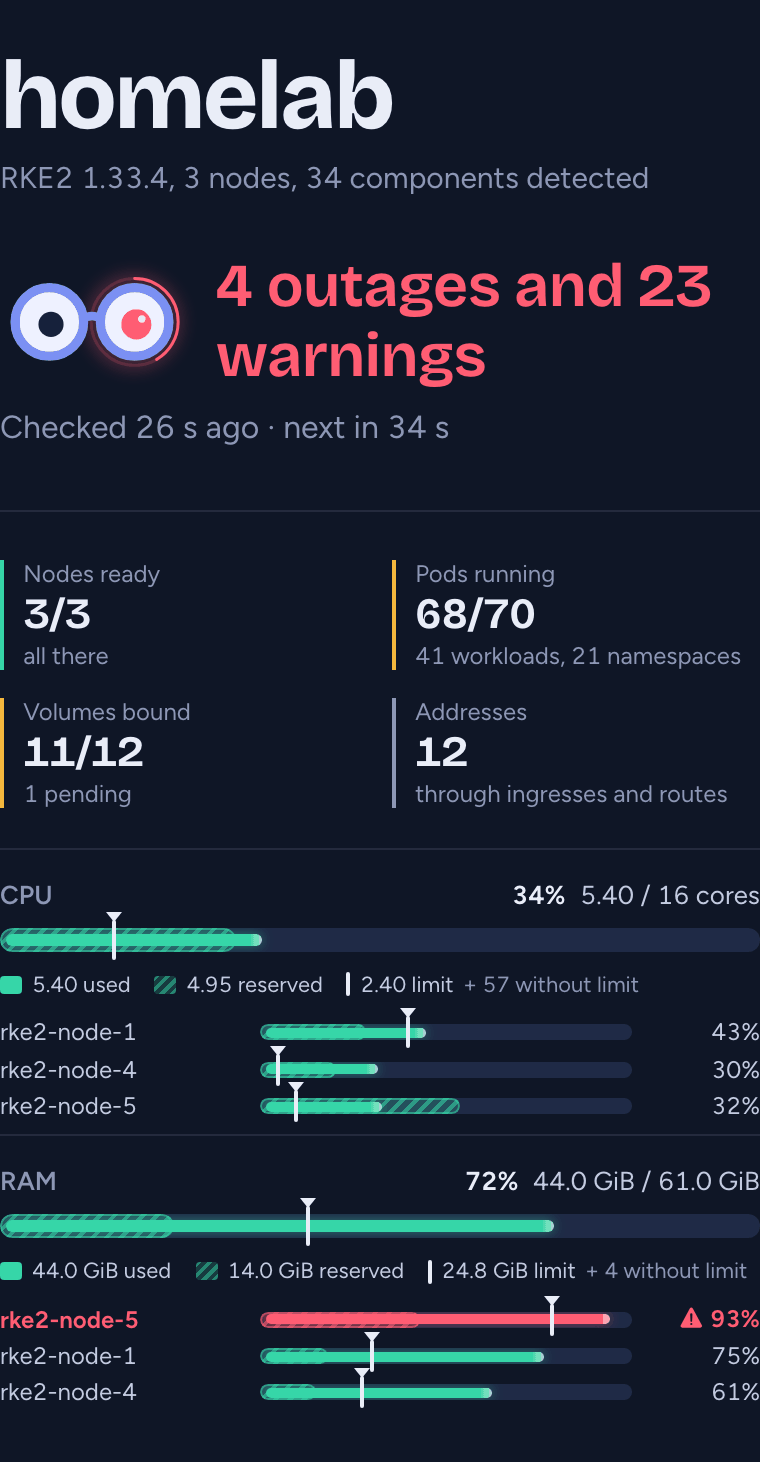 homelab
RKE2 1.33.4, 3 nodes, 34 components detected
4 outages and 23
warnings
Checked 26 s ago · next in 34 s
Nodes ready
3/3
all there
Pods running
68/70
41 workloads, 21 namespaces
Volumes bound
11/12
1 pending
Addresses
12
through ingresses and routes
CPU 34% 5.40 / 16 cores
5.40 used 4.95 reserved 2.40 limit + 57 without limit
rke2-node-1 43%
rke2-node-4 30%
rke2-node-5 32%
RAM 72% 44.0 GiB / 61.0 GiB
44.0 GiB used 14.0 GiB reserved 24.8 GiB limit + 4 without limit
rke2-node-5 93%
rke2-node-1 75%
rke2-node-4 61%